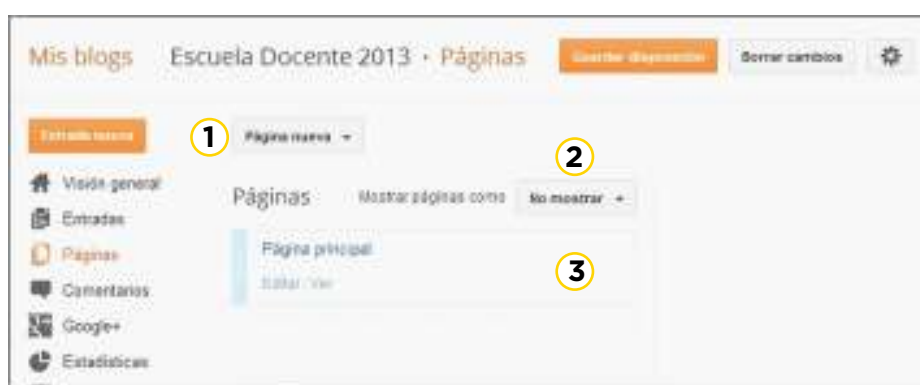 Mis blogs Escuela Docente 2013 · Páginas Guardar disposición Borrar cambios
Entrada nueva 1 Página nueva
2
Visión general
Páginas Mostrar páginas como No mostrar
Entradas
Página principal
Páginas
3
Editar Ver
Comentarios
Google+
Estadísticas